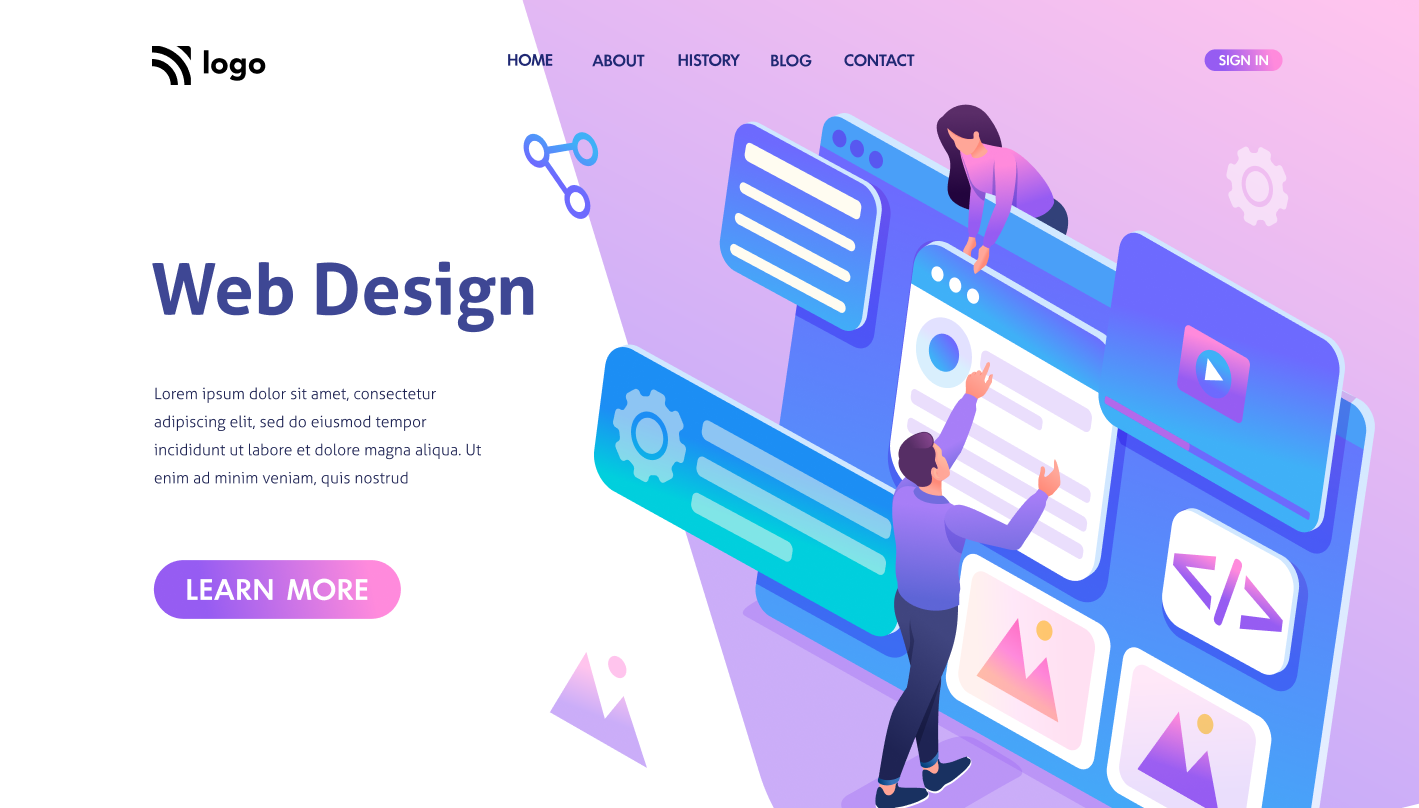 logo
HOME ABOUT HISTORY BLOG CONTACT
SIGN IN
Web Design
Lorem ipsum dolor sit amet, consectetur
adipiscing elit, sed do eiusmod tempor
incididunt ut labore et dolore magna aliqua. Ut
enim ad minim veniam, quis nostrud
LEARN MORE
</>